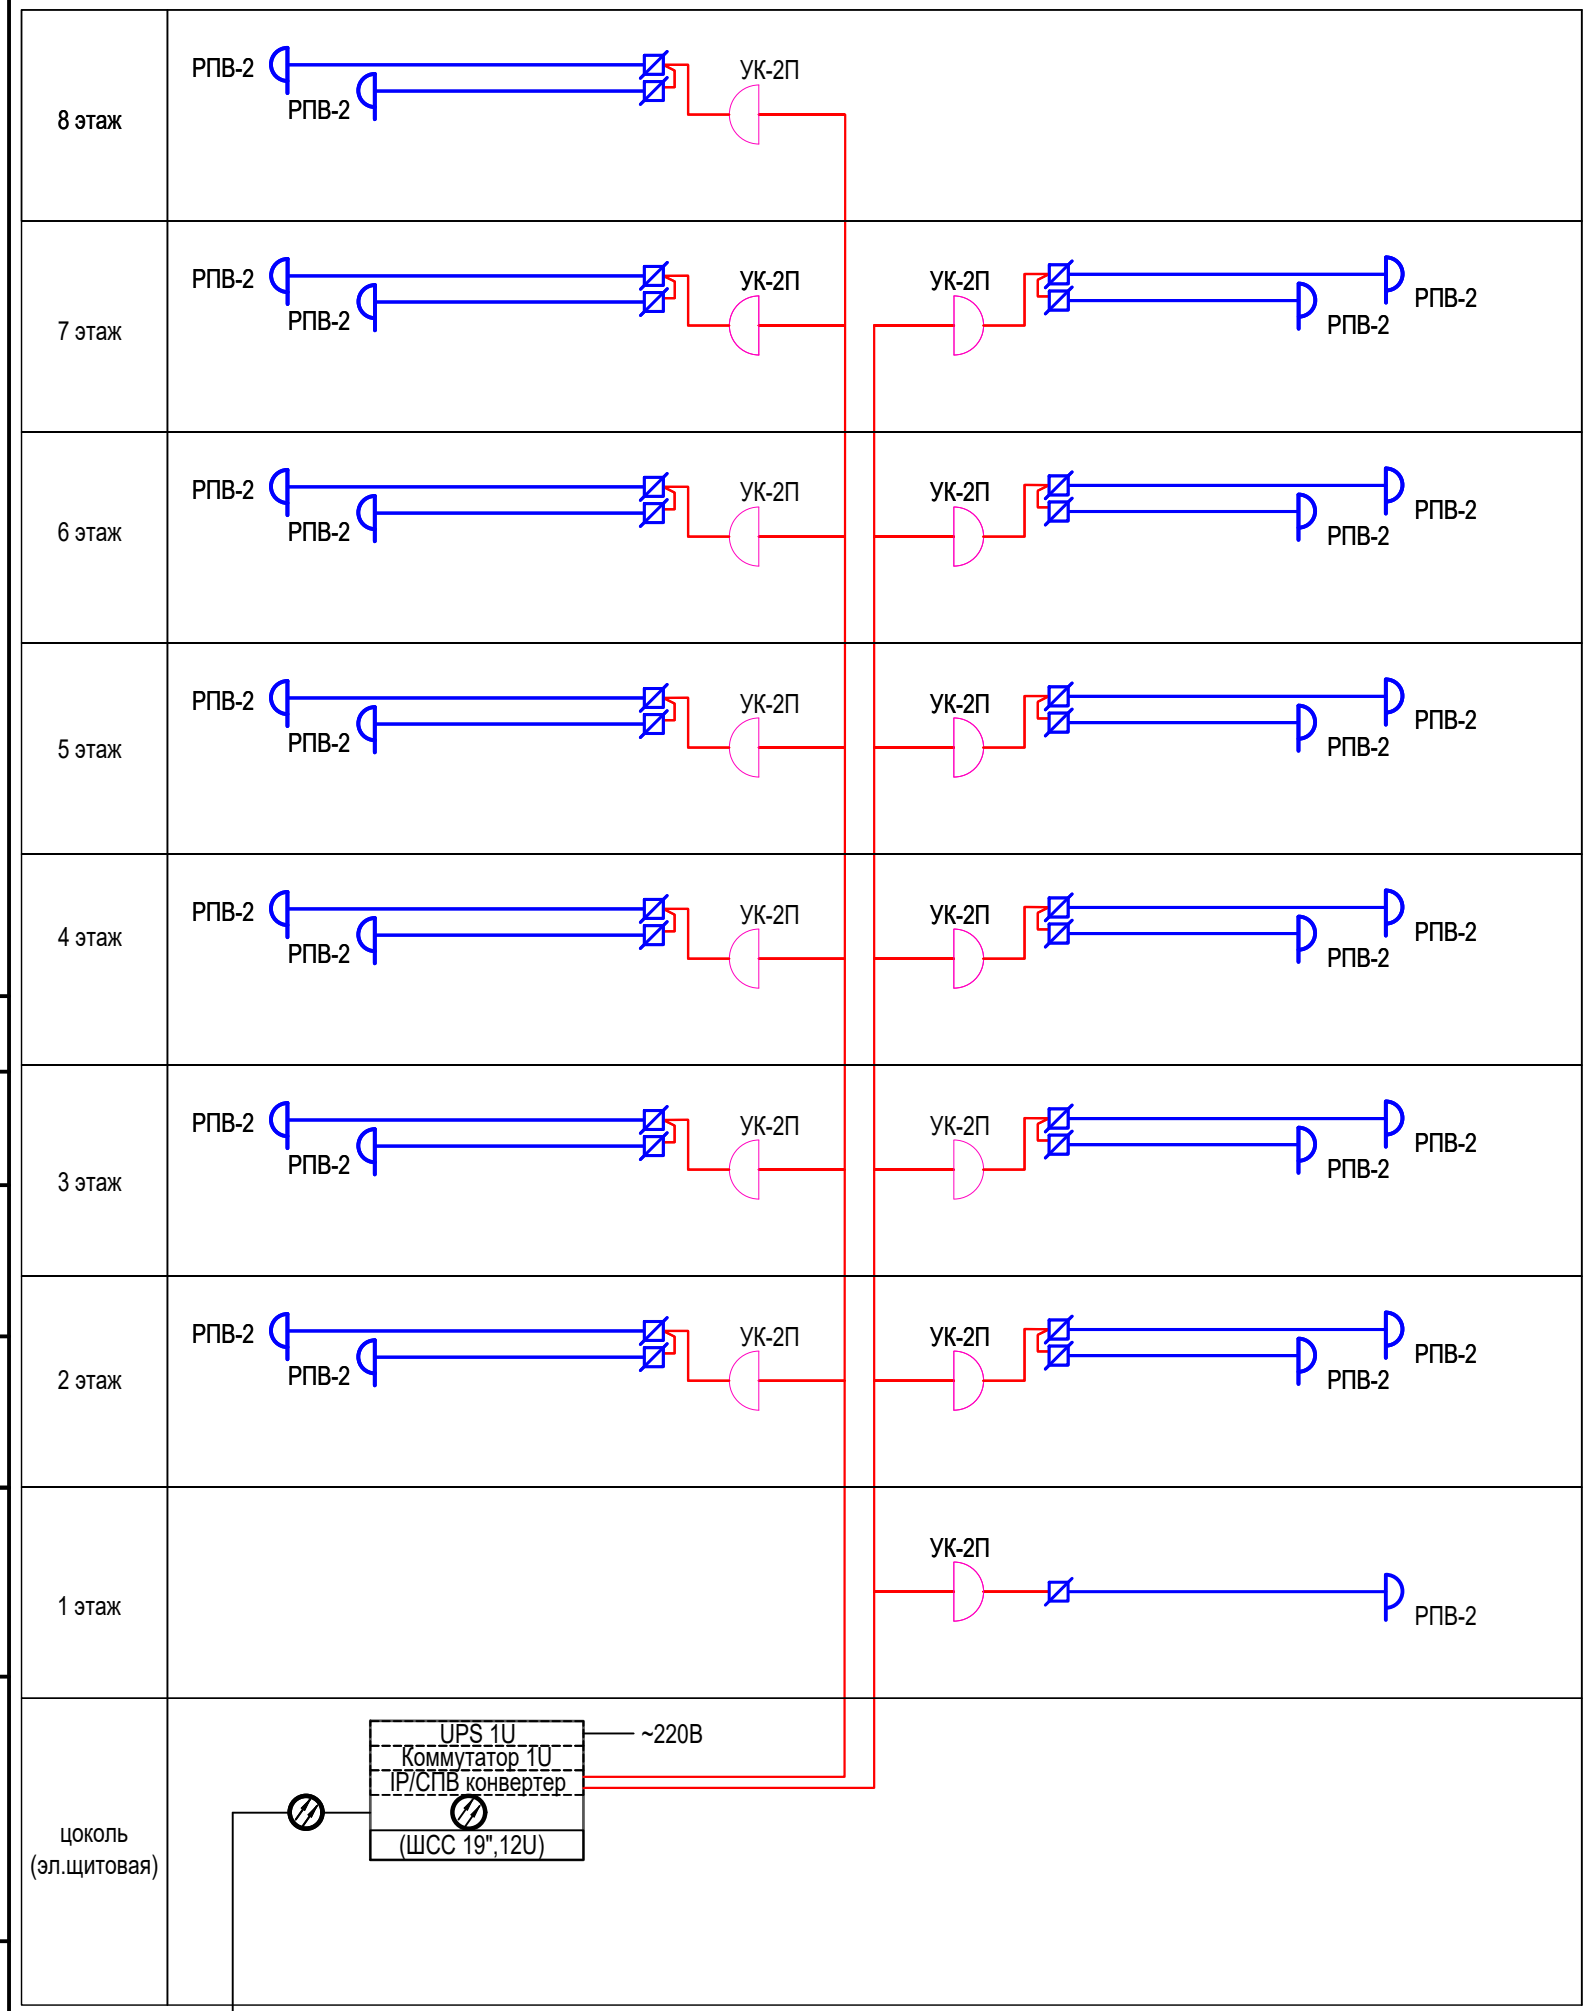 РПВ-2
УК-2П
РПВ-2
8 этаж
РПВ-2
УК-2П
УК-2П
РПВ-2
РПВ-2
РПВ-2
7 этаж
РПВ-2
УК-2П
УК-2П
РПВ-2
РПВ-2
РПВ-2
6 этаж
РПВ-2
УК-2П
УК-2П
РПВ-2
РПВ-2
РПВ-2
5 этаж
РПВ-2
УК-2П
УК-2П
РПВ-2
РПВ-2
РПВ-2
4 этаж
РПВ-2
УК-2П
УК-2П
РПВ-2
РПВ-2
РПВ-2
3 этаж
РПВ-2
УК-2П
УК-2П
РПВ-2
РПВ-2
РПВ-2
2 этаж
УК-2П
1 этаж
РПВ-2
UPS 1U
~220В
Коммутатор 1U
IP/СПВ конвертер
(ШСС 19",12U)
цоколь
(эл.щитовая)